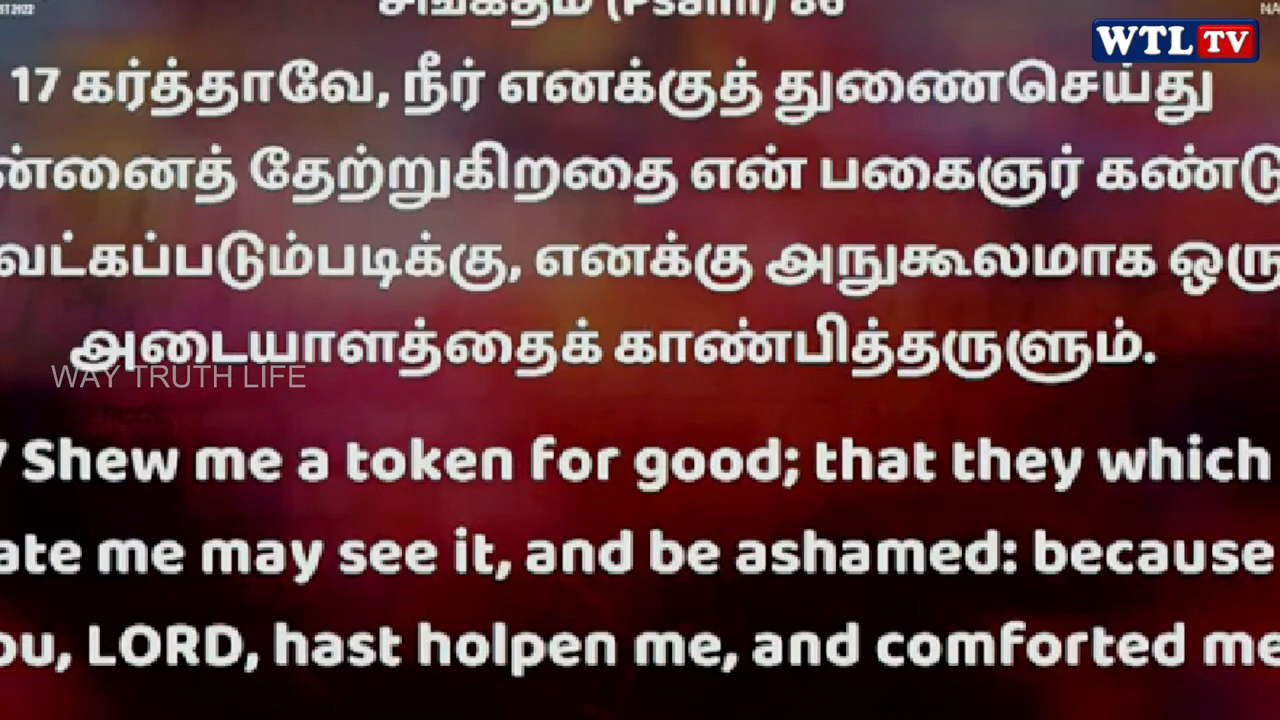 சங்கீதம் (Psalm) 86
WTL TV
17 கர்த்தாவே, நீர் எனக்குத் துணைசெய்து
ன்னைத் தேற்றுகிறதை என் பகைஞர் கண்டு
வட்கப்படும்படிக்கு, எனக்கு அநுகூலமாக ஒரு
அடையாளத்தைக் காண்பித்தருளும்.
WAY TRUTH LIFE
7 Shew me a token for good; that they which
ate me may see it, and be ashamed: because
ou, LORD, hast holpen me, and comforted me